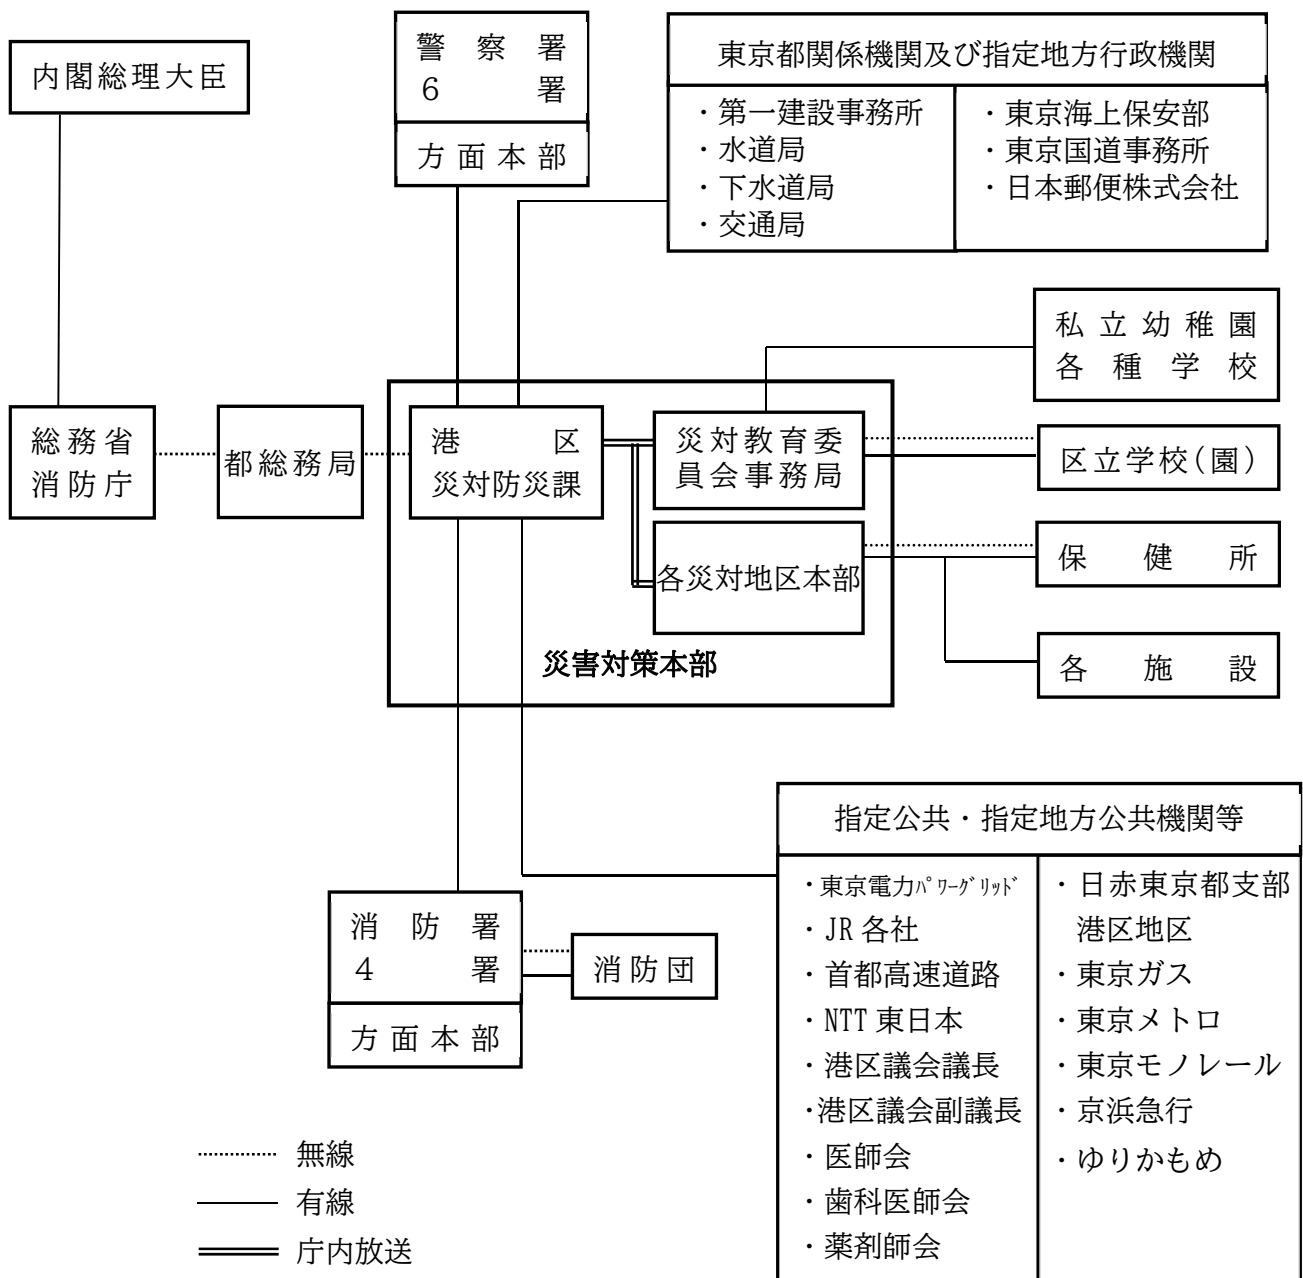 内閣総理大臣
警察署
６署
方面本部
東京都関係機関及び指定地方行政機関
・第一建設事務所
・水道局
・下水道局
・交通局
・東京海上保安部
・東京国道事務所
・日本郵便株式会社
私立幼稚園
各種学校
総務省
消防庁
都総務局
港区
災対防災課
災対教育委
員会事務局
区立学校(園)
各災対地区本部
保健所
各施設
災害対策本部
消防署
４署
方面本部
消防団
指定公共・指定地方公共機関等
・東京電力ﾊﾟﾜｰｸﾞﾘｯﾄﾞ
・JR 各社
・首都高速道路
・NTT 東日本
・港区議会議長
・港区議会副議長
・医師会
・歯科医師会
・薬剤師会
・日赤東京都支部
港区地区
・東京ガス
・東京メトロ
・東京モノレール
・京浜急行
・ゆりかもめ
無線
有線
庁内放送